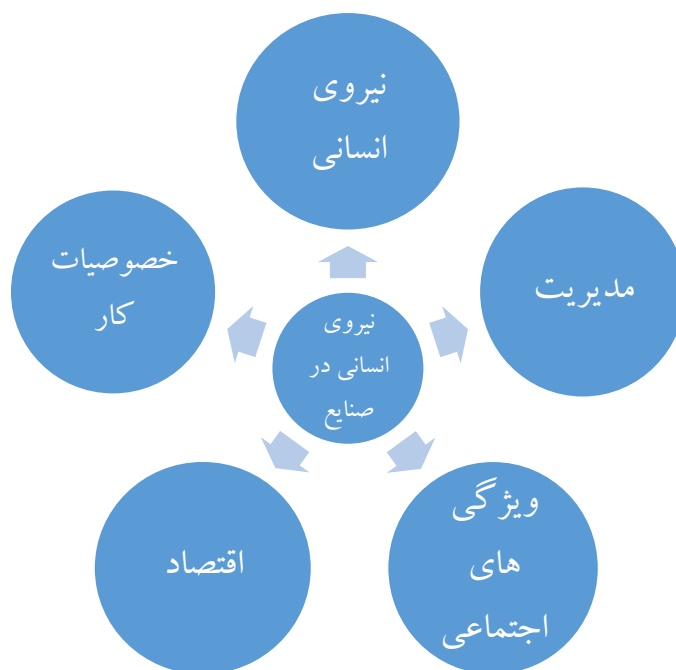 نیروی
انسانی
مدیریت
ویژگی
های
اجتماعی
اقتصاد
خصوصیات
کار
نیروی
انسانی در
صنایع